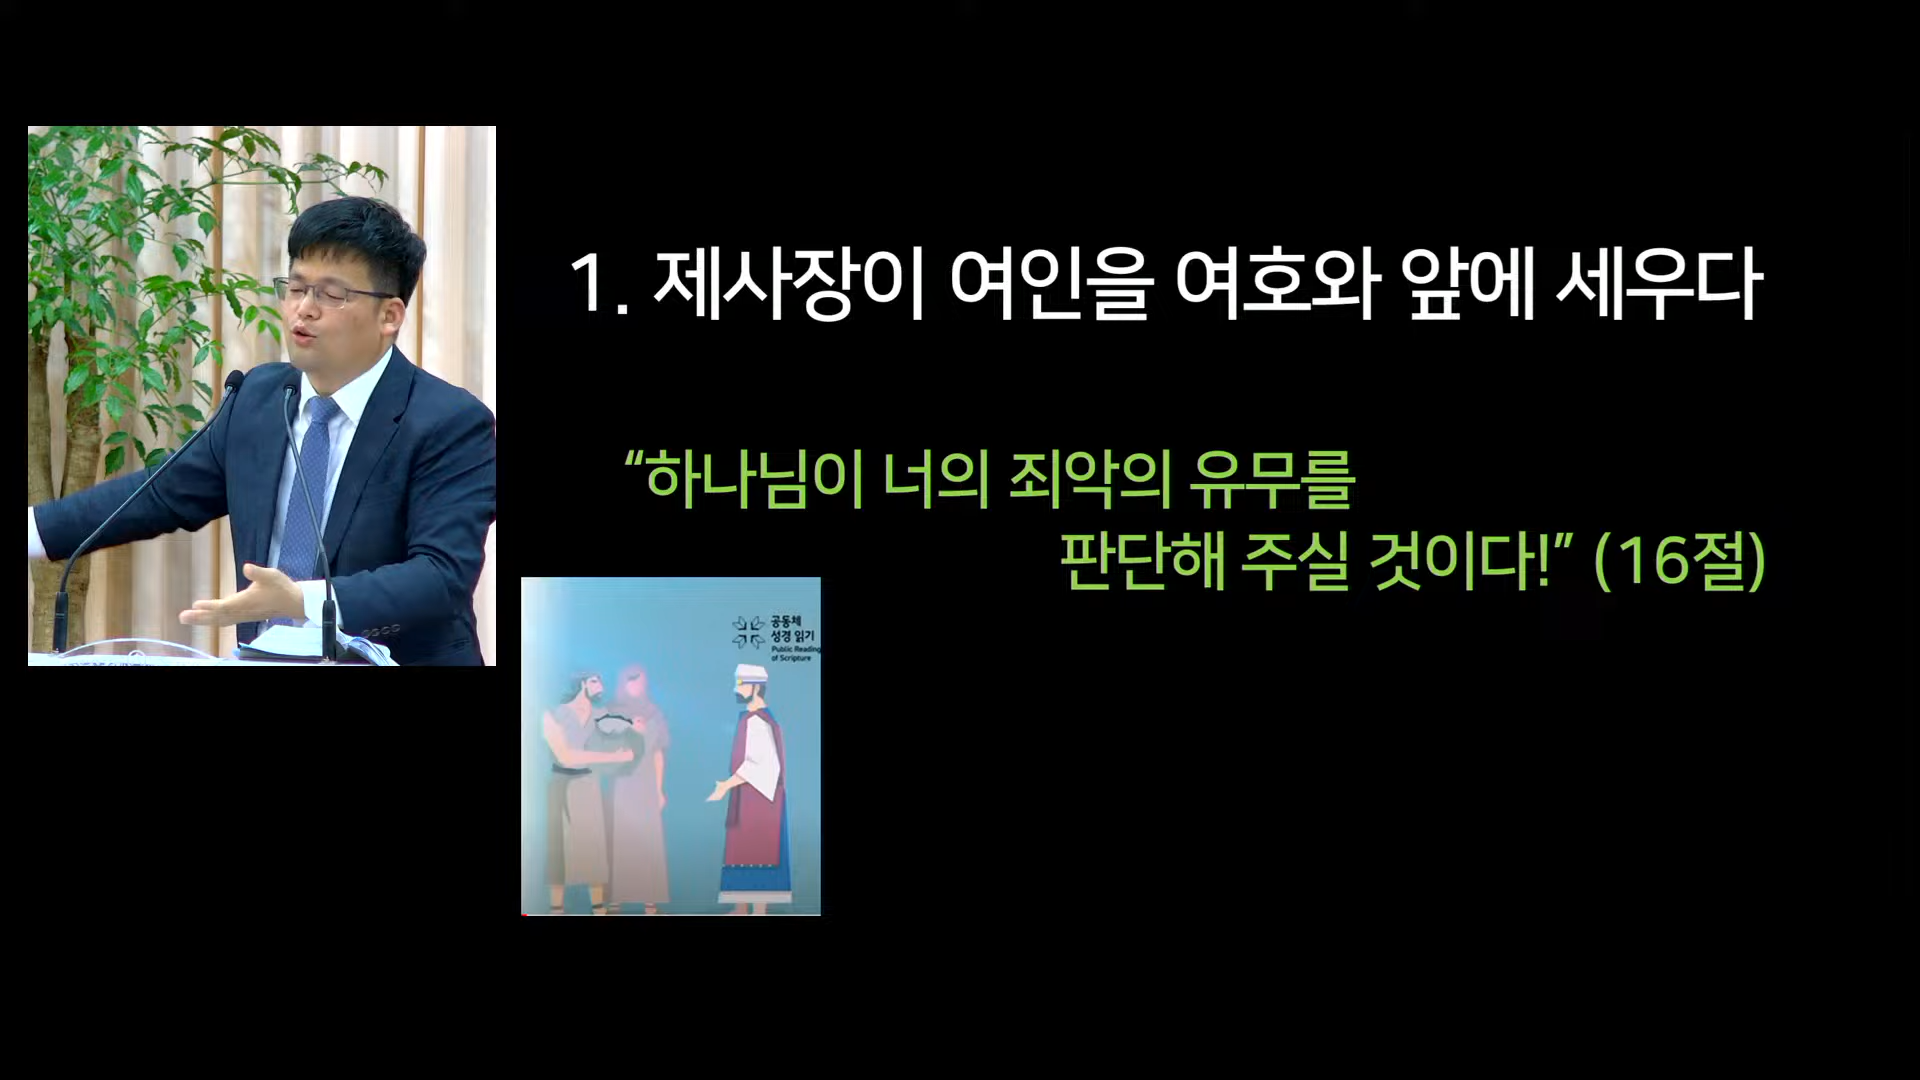 1. 제사장이 여인을 여호와 앞에 세우다
“하나님이 너의 죄악의 유무를
판단해 주실 것이다!” (16절)
공동체
성경 읽기
Public Reading
of Scripture